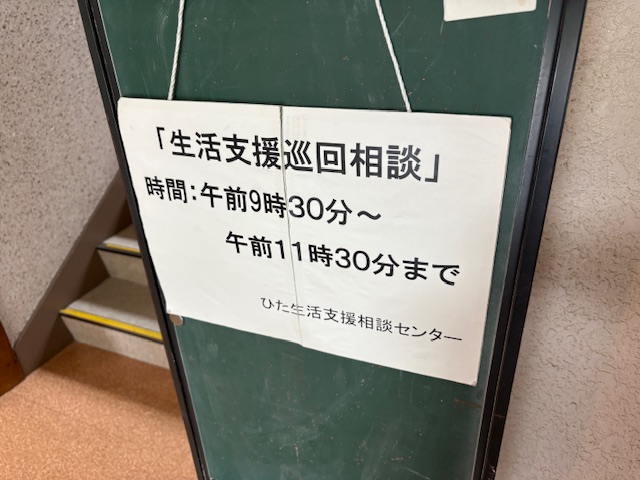 「生活支援巡回相談」
時間:午前9時30分～
午前11時30分まで
ひた生活支援相談センター